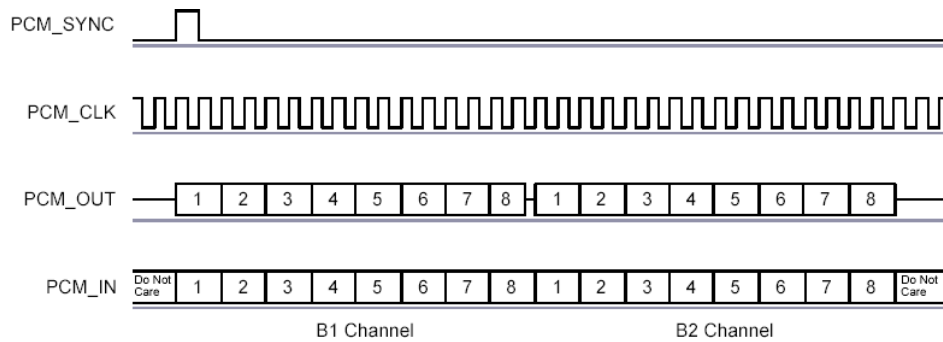 PCM_SYNC
PCM_CLK
PCM_OUT 1 2 3 4 5 6 7 8 1 2 3 4 5 6 7 8
PCM_IN Do Not Care 1 2 3 4 5 6 7 8 1 2 3 4 5 6 7 8 Do Not Care
B1 Channel B2 Channel